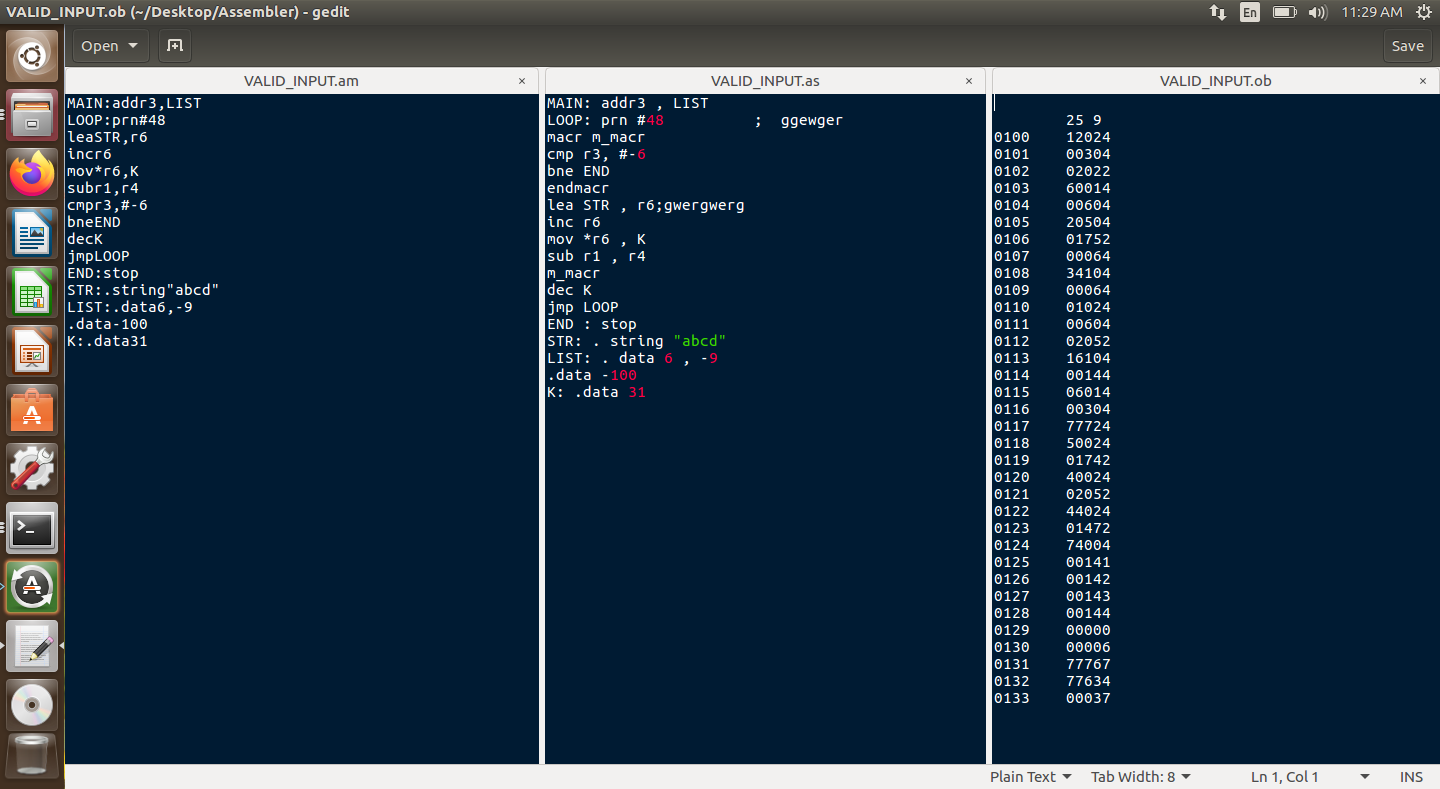 VALID_INPUT.ob (~/Desktop/Assembler) - gedit
En
11:29 AM
Open
Save
VALID_INPUT.am ×
VALID_INPUT.as ×
VALID_INPUT.ob ×
MAIN:addr3,LIST
LOOP:prn#48
leaSTR,r6
incr6
mov*r6,K
subr1,r4
cmpr3,#-6
bneEND
decK
jmpLOOP
END:stop
STR:.string"abcd"
LIST:.data6,-9
.data-100
K:.data31
MAIN: addr3 , LIST
LOOP: prn #48 ; ggewger
macr m_macr
cmp r3, #-6
bne END
endmacr
lea STR , r6;gwergwerg
inc r6
mov *r6 , K
sub r1 , r4
m_macr
dec K
jmp LOOP
END : stop
STR: . string "abcd"
LIST: . data 6 , -9
.data -100
K: .data 31
25 9
0100 12024
0101 00304
0102 02022
0103 60014
0104 00604
0105 20504
0106 01752
0107 00064
0108 34104
0109 00064
0110 01024
0111 00604
0112 02052
0113 16104
0114 00144
0115 06014
0116 00304
0117 77724
0118 50024
0119 01742
0120 40024
0121 02052
0122 44024
0123 01472
0124 74004
0125 00141
0126 00142
0127 00143
0128 00144
0129 00000
0130 00006
0131 77767
0132 77634
0133 00037
Plain Text
Tab Width: 8
Ln 1, Col 1
INS